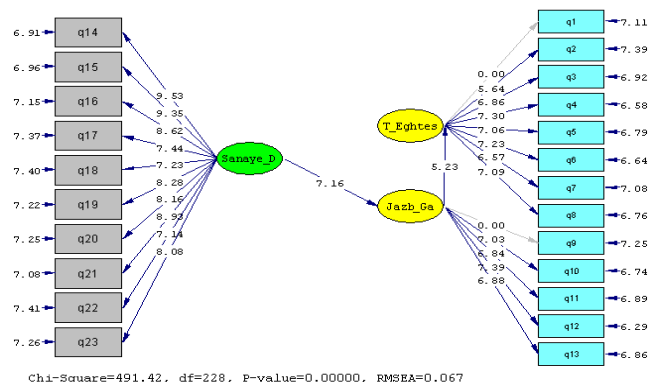 6.91 q14
6.96 q15
7.15 q16
7.37 q17
7.40 q18
7.22 q19
7.25 q20
7.08 q21
7.41 q22
7.26 q23
9.53
9.35
8.62
7.44
7.23
8.28
8.16
8.93
7.14
8.08
Sanaye_D
7.16
T_Eghtes
5.23
Jazb_Ga
0.00
5.64
6.86
7.30
7.06
7.23
6.57
7.09
0.00
7.03
6.84
7.39
6.88
q1 7.11
q2 7.39
q3 6.92
q4 6.58
q5 6.79
q6 6.64
q7 7.08
q8 6.76
q9 7.25
q10 6.74
q11 6.89
q12 6.29
q13 6.86
Chi-Square=491.42, df=228, P-value=0.00000, RMSEA=0.067